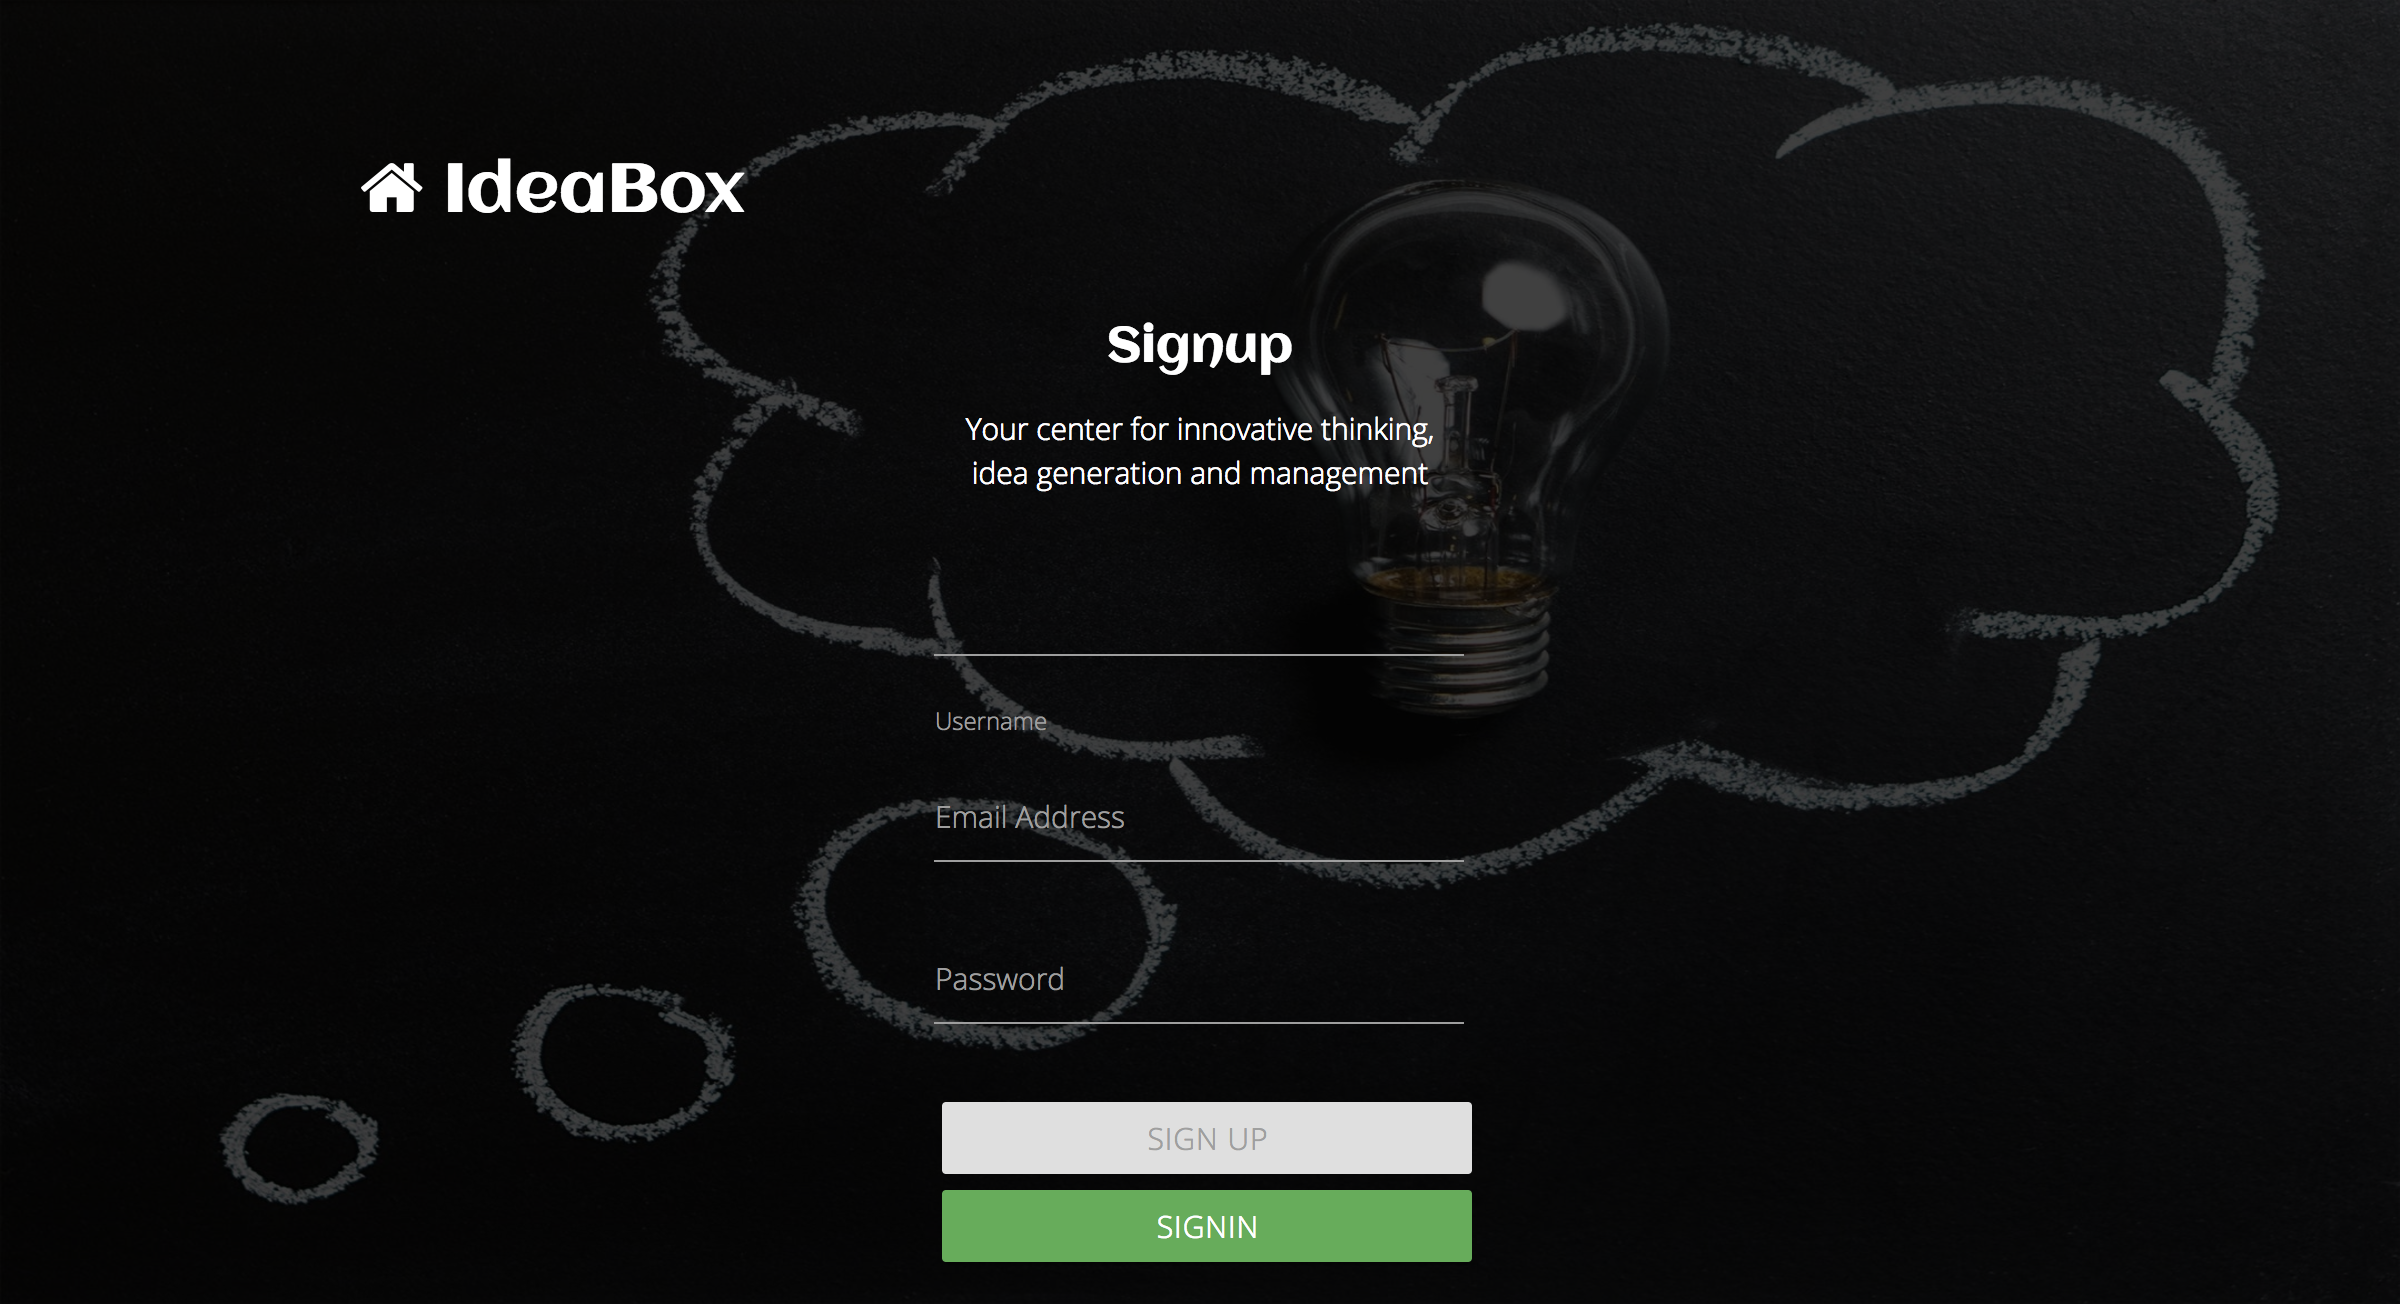 IdeaBox
Signup
Your center for innovative thinking,
idea generation and management
Username
Email Address
Password
SIGN UP
SIGNIN